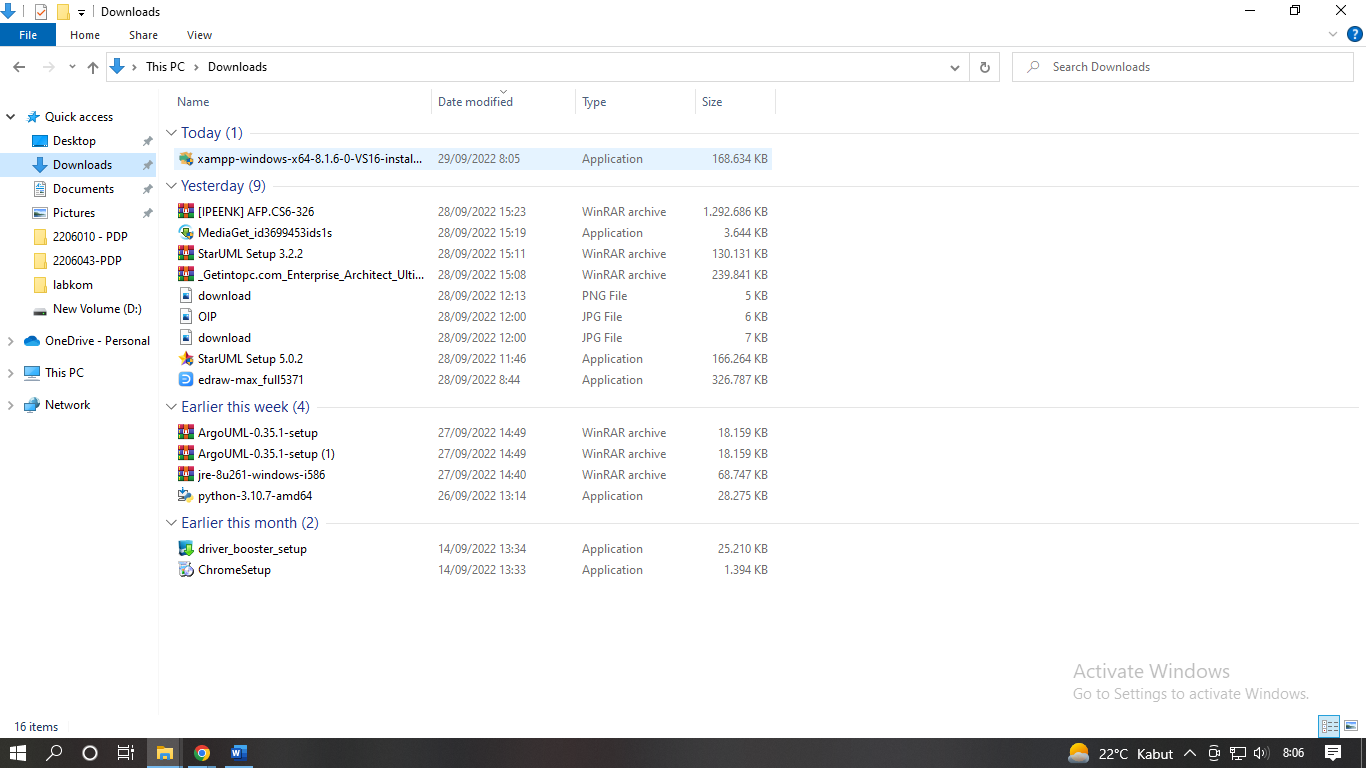 Downloads
File Home Share View
This PC Downloads Search Downloads
Name Date modified Type Size
Quick access
Desktop
Downloads
Documents
Pictures
2206010 - PDP
2206043-PDP
labkom
New Volume (D:)
OneDrive - Personal
This PC
Network
Today (1)
xampp-windows-x64-8.1.6-0-VS16-instal... 29/09/2022 8:05 Application 168.634 KB
Yesterday (9)
[IPEENK] AFP.CS6-326 28/09/2022 15:23 WinRAR archive 1.292.686 KB
MediaGet_id3699453ids1s 28/09/2022 15:19 Application 3.644 KB
StarUML Setup 3.2.2 28/09/2022 15:11 WinRAR archive 130.131 KB
_Getintopc.com_Enterprise_Architect_Ulti... 28/09/2022 15:08 WinRAR archive 239.841 KB
download 28/09/2022 12:13 PNG File 5 KB
OIP 28/09/2022 12:00 JPG File 6 KB
download 28/09/2022 12:00 JPG File 7 KB
StarUML Setup 5.0.2 28/09/2022 11:46 Application 166.264 KB
edraw-max_full5371 28/09/2022 8:44 Application 326.787 KB
Earlier this week (4)
ArgoUML-0.35.1-setup 27/09/2022 14:49 WinRAR archive 18.159 KB
ArgoUML-0.35.1-setup (1) 27/09/2022 14:49 WinRAR archive 18.159 KB
jre-8u261-windows-i586 27/09/2022 14:40 WinRAR archive 68.747 KB
python-3.10.7-amd64 26/09/2022 13:14 Application 28.275 KB
Earlier this month (2)
driver_booster_setup 14/09/2022 13:34 Application 25.210 KB
ChromeSetup 14/09/2022 13:33 Application 1.394 KB
Activate Windows
Go to Settings to activate Windows.
16 items
22°C Kabut 8:06